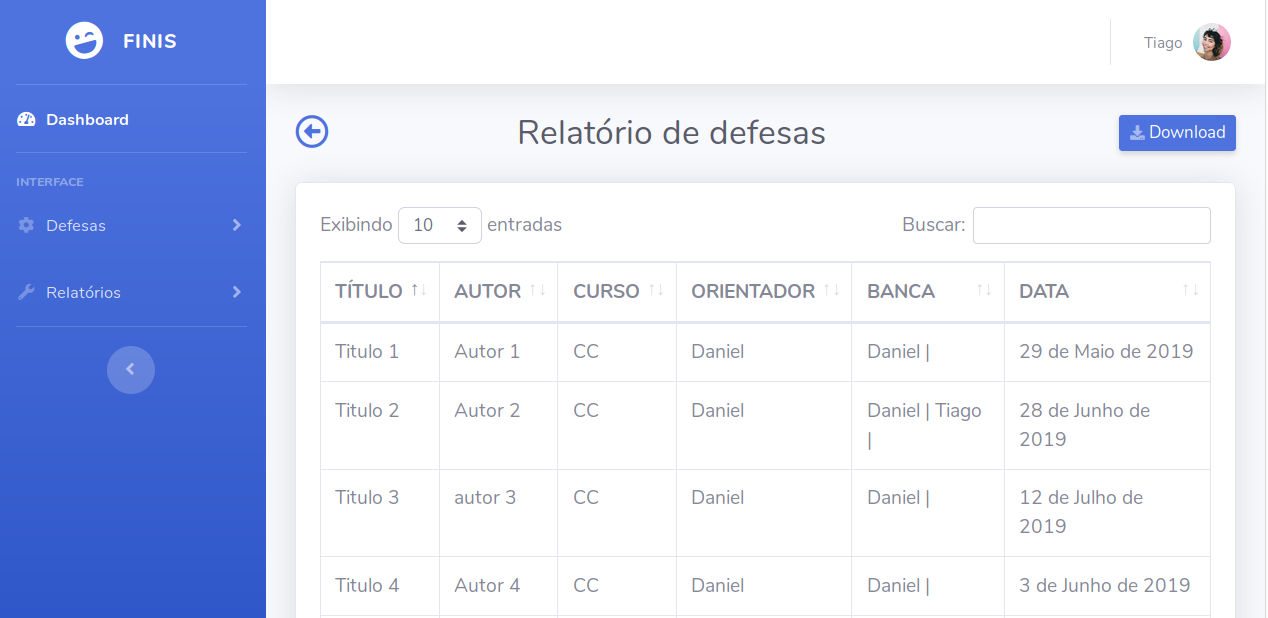 FINIS
Tiago
Dashboard
INTERFACE
Defesas
Relatórios
Relatório de defesas
Download
Exibindo 10 entradas
Buscar:
TÍTULO AUTOR CURSO ORIENTADOR BANCA DATA
Titulo 1 Autor 1 CC Daniel Daniel | 29 de Maio de 2019
Titulo 2 Autor 2 CC Daniel Daniel | Tiago 28 de Junho de
| 2019
Titulo 3 autor 3 CC Daniel Daniel | 12 de Julho de
2019
Titulo 4 Autor 4 CC Daniel Daniel | 3 de Junho de 2019